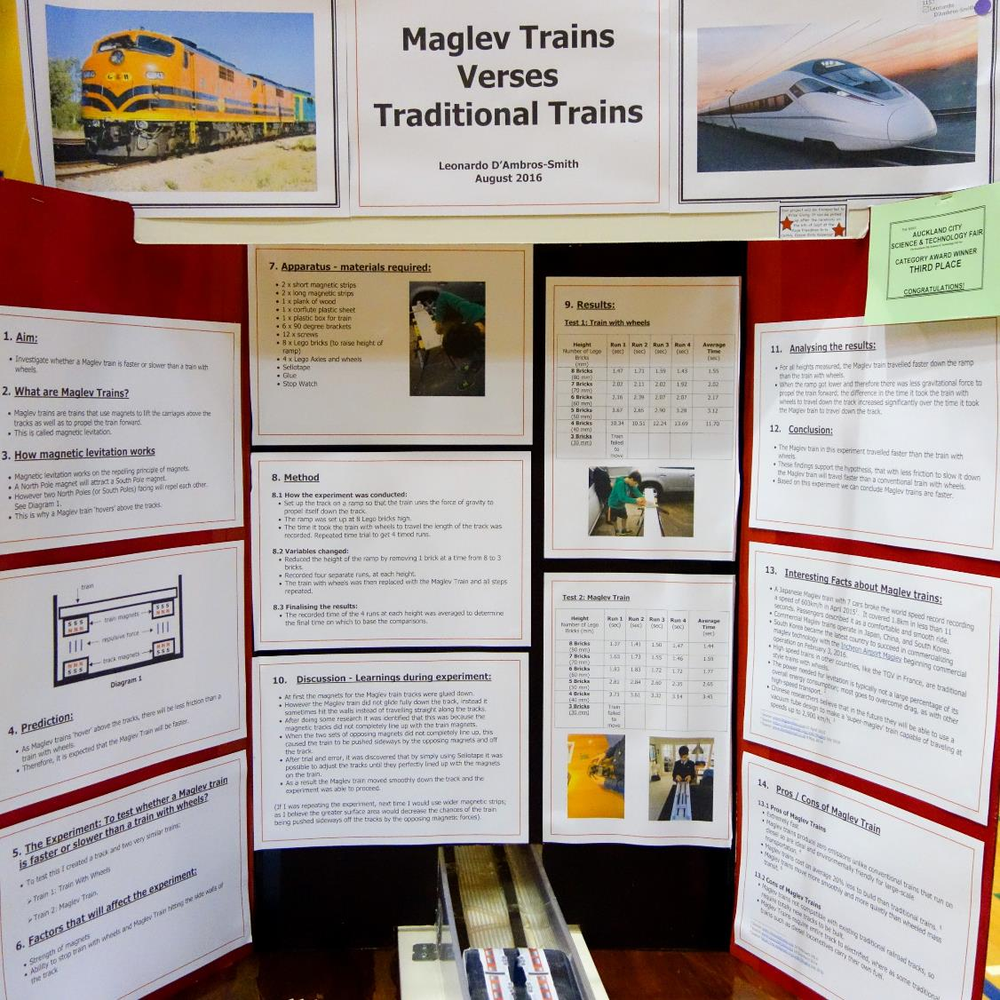 Maglev Trains
Verses
Traditional Trains
Leonardo D'Ambros-Smith
August 2016
Leonardo
D'Ambros-Smith
AUCKLAND CITY
SCIENCE & TECHNOLOGY FAIR
CATEGORY AWARD WINNER
THIRD PLACE
CONGRATULATIONS!
1. Aim:
• Investigate whether a Maglev train is faster or slower than a train with
wheels.
2. What are Maglev Trains?
• Maglev trains are trains that use magnets to lift the carriages above the
tracks as well as to propel the train forward.
• This is called magnetic levitation.
3. How magnetic levitation works
• Magnetic levitation works on the repelling principle of magnets.
• A North Pole magnet will attract a South Pole magnet.
• However two North Poles (or South Poles) facing will repel each other.
See Diagram 1.
• This is why a Maglev train 'hovers' above the tracks.
train
S S S
N N N
train magnets
S S S
N N N
repulsive force
N N N
S S S
track magnets
N N N
S S S
Diagram 1
4. Prediction:
• As Maglev trains 'hover' above the tracks, there will be less friction than a
train with wheels.
• Therefore, it is expected that the Maglev Train will be faster.
5. The Experiment: To test whether a Maglev train
is faster or slower than a train with wheels?
• To test this I created a track and two very similar trains:
➢ Train 1: Train With Wheels
➢ Train 2: Maglev Train.
6. Factors that will affect the experiment:
• Strength of magnets
• Ability to stop train with wheels and Maglev Train hitting the side walls of
the track
7. Apparatus - materials required:
• 2 x short magnetic strips
• 2 x long magnetic strips
• 1 x plank of wood
• 1 x corflute plastic sheet
• 1 x plastic box for train
• 6 x 90 degree brackets
• 12 x screws
• 8 x Lego bricks (to raise height of
ramp)
• 4 x Lego Axles and wheels
• Sellotape
• Glue
• Stop Watch
8. Method
8.1 How the experiment was conducted:
• Set up the track on a ramp so that the train uses the force of gravity to
propel itself down the track.
• The ramp was set up at 8 Lego bricks high.
• The time it took the train with wheels to travel the length of the track was
recorded. Repeated time trial to get 4 timed runs.
8.2 Variables changed:
• Reduced the height of the ramp by removing 1 brick at a time from 8 to 3
bricks.
• Recorded four separate runs, at each height.
• The train with wheels was then replaced with the Maglev Train and all steps
repeated.
8.3 Finalising the results:
• The recorded time of the 4 runs at each height was averaged to determine
the final time on which to base the comparisons.
10. Discussion - Learnings during experiment:
• At first the magnets for the Maglev train tracks were glued down.
• However the Maglev train did not glide fully down the track, instead it
sometimes hit the walls instead of travelling straight along the tracks.
• After doing some research it was identified that this was because the
magnetic tracks did not completely line up with the train magnets.
• When the two sets of opposing magnets did not completely line up, this
caused the train to be pushed sideways by the opposing magnets and off
the track.
• After trial and error, it was discovered that by simply using Sellotape it was
possible to adjust the tracks until they perfectly lined up with the magnets
on the train.
• As a result the Maglev train moved smoothly down the track and the
experiment was able to proceed.
(If I was repeating the experiment, next time I would use wider magnetic strips;
as I believe the greater surface area would decrease the chances of the train
being pushed sideways off the tracks by the opposing magnetic forces).
9. Results:
Test 1: Train with wheels
Height Number of Lego Bricks (mm) Run 1 (sec) Run 2 (sec) Run 3 (sec) Run 4 (sec) Average Time (sec)
8 Bricks (80 mm) 1.47 1.71 1.59 1.43 1.55
7 Bricks (70 mm) 2.02 2.11 2.02 1.92 2.02
6 Bricks (60 mm) 2.16 2.39 2.07 2.07 2.17
5 Bricks (50 mm) 3.67 2.65 2.90 3.28 3.12
4 Bricks (40 mm) 10.34 10.51 12.24 13.69 11.70
3 Bricks (30 mm) Train failed to move
Test 2: Maglev Train
Height Number of Lego Bricks (mm) Run 1 (sec) Run 2 (sec) Run 3 (sec) Run 4 (sec) Average Time (sec)
8 Bricks (80 mm) 1.37 1.41 1.50 1.47 1.44
7 Bricks (70 mm) 1.63 1.73 1.55 1.46 1.59
6 Bricks (60 mm) 1.83 1.83 1.72 1.72 1.77
5 Bricks (50 mm) 2.81 2.84 2.60 2.35 2.65
4 Bricks (40 mm) 3.73 3.61 3.32 3.14 3.45
3 Bricks (30 mm) Train failed to move
11. Analysing the results:
• For all heights measured, the Maglev train travelled faster down the ramp
than the train with wheels.
• When the ramp got lower and therefore there was less gravitational force to
propel the train forward; the difference in the time it took the train with
wheels to travel down the track increased significantly over the time it took
the Maglev train to travel down the track.
12. Conclusion:
• The Maglev train in this experiment travelled faster than the train with
wheels.
• These findings support the hypothesis, that with less friction to slow it down
the Maglev train will travel faster than a conventional train with wheels.
• Based on this experiment we can conclude Maglev trains are faster.
13. Interesting Facts about Maglev trains:
• A Japanese Maglev train with 7 cars broke the world speed record recording
a speed of 603km/h in April 2015. It covered 1.8km in less than 11
seconds. Passengers described it as a comfortable and smooth ride.
• Commercial Maglev trains operate in Japan, China, and South Korea.
• South Korea became the latest country to succeed in commercializing
maglev technology with the Incheon Airport Maglev beginning commercial
operation on February 3, 2016.
• High speed trains in other countries, like the TGV in France, are traditional
style trains with wheels.
• The power needed for levitation is typically not a large percentage of its
overall energy consumption; most goes to overcome drag, as with other
high-speed transport.
• Chinese researchers believe that in the future they will be able to use a
vacuum tube design to make a 'super-maglev' train capable of traveling at
speeds up to 2,900 km/h.
14. Pros / Cons of Maglev Train
13.1 Pros of Maglev Trains
• Extremely fast
• Maglev trains produce zero emissions unlike conventional trains that run on
diesel so are ideal and environmentally friendly for large-scale
transportation.
• Maglev trains cost on average 20% less to build than traditional trains.
• Maglev trains move more smoothly and more quietly than wheeled mass
transit.
13.2 Cons of Maglev Trains
• Maglev trains not compatible with existing traditional railroad tracks, so
require totally new tracks to be built.
• Maglev Trains require entire track to electrified, where as some traditional
trains such as diesel locomotives carry their own fuel.